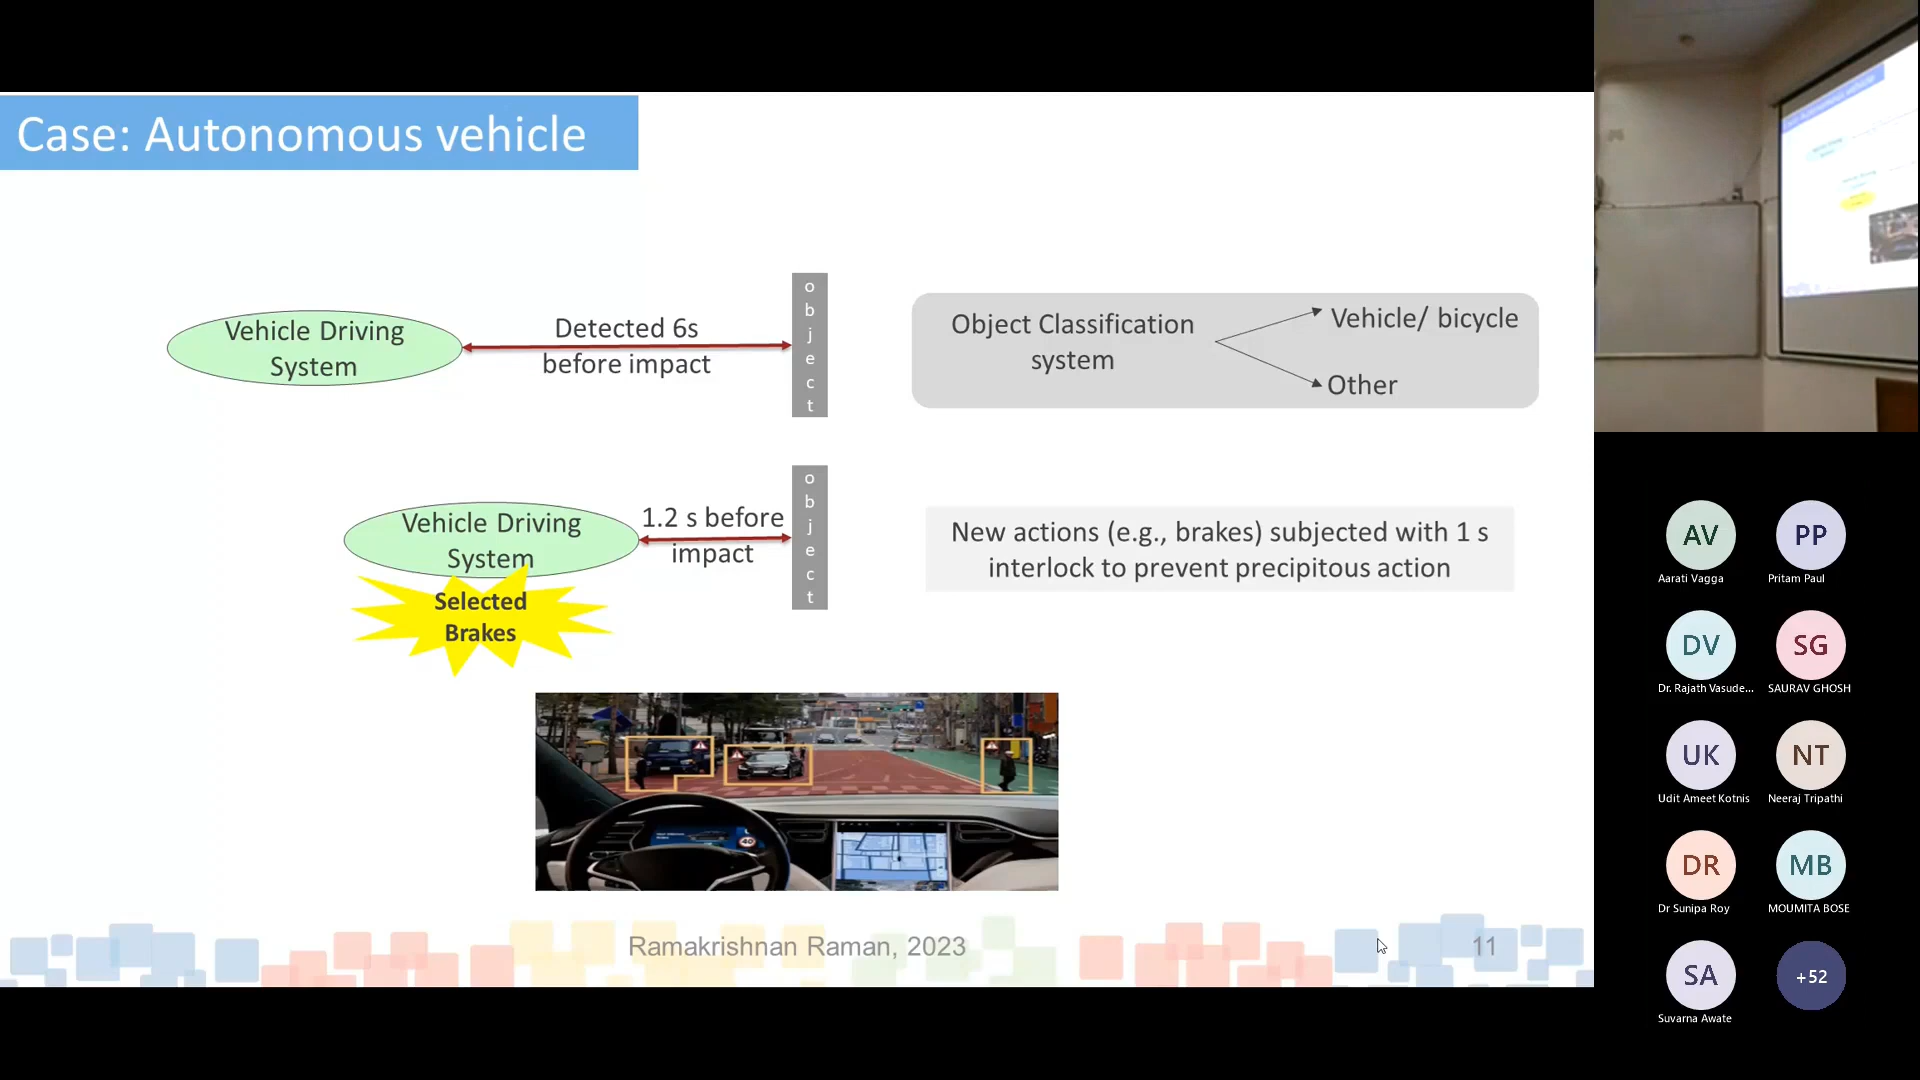 Case: Autonomous vehicle
Vehicle Driving
System
Detected 6s
before impact
o
b
j
e
c
t
Object Classification
system
Vehicle/ bicycle
Other
Vehicle Driving
System
1.2 s before
impact
o
b
j
e
c
t
Selected
Brakes
New actions (e.g., brakes) subjected with 1 s
interlock to prevent precipitous action
40
Ramakrishnan Raman, 2023
11
AV
Aarati Vagga
PP
Pritam Paul
DV
Dr. Rajath Vasude...
SG
SAURAV GHOSH
UK
Udit Ameet Kotnis
NT
Neeraj Tripathi
DR
Dr Sunipa Roy
MB
MOUMITA BOSE
SA
Suvarna Awate
+52